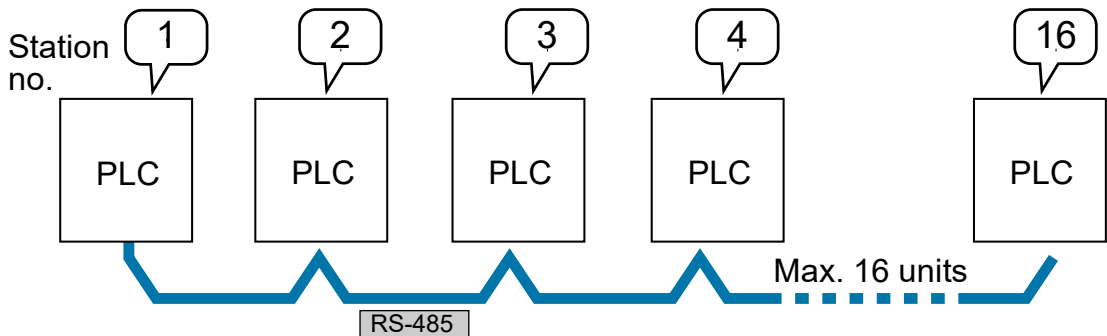 Station
no.
1
2
3
4
16
PLC
PLC
PLC
PLC
PLC
Max. 16 units
RS-485